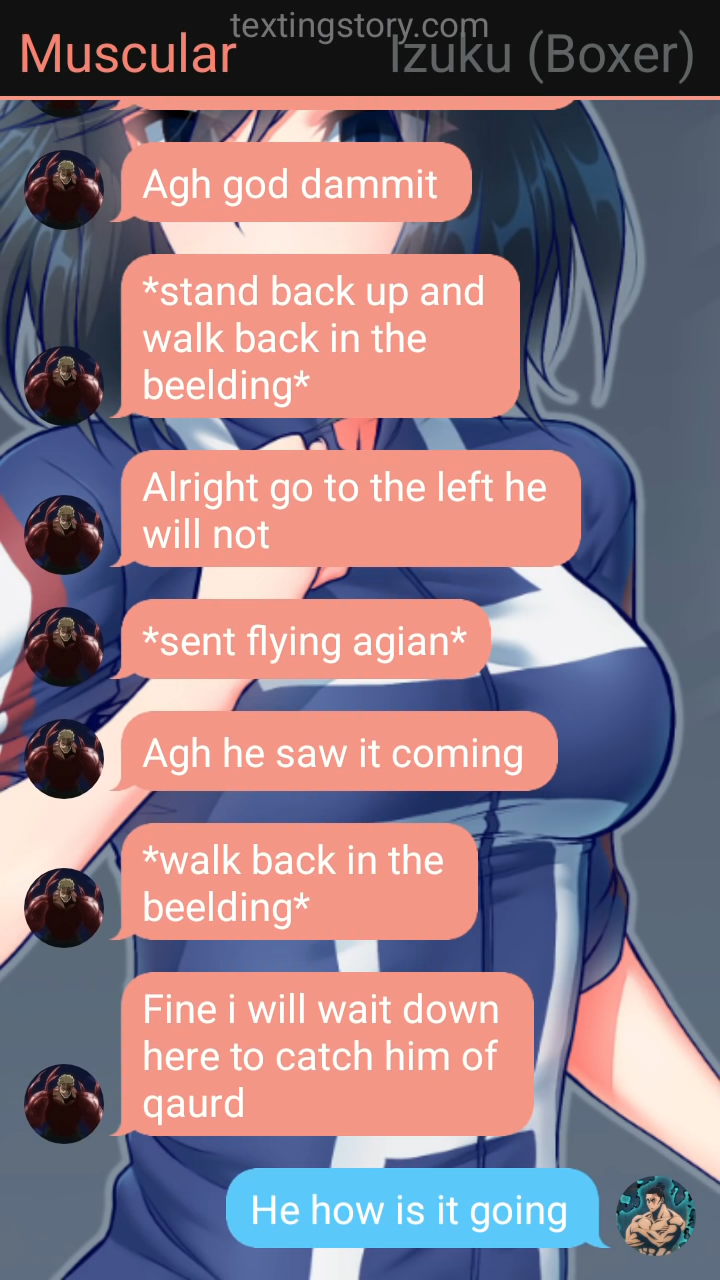 textingstory.com
Muscular
Izuku (Boxer)
Agh god dammit
*stand back up and
walk back in the
beelding*
Alright go to the left he
will not
*sent flying agian*
Agh he saw it coming
*walk back in the
beelding*
Fine i will wait down
here to catch him of
qaurd
He how is it going